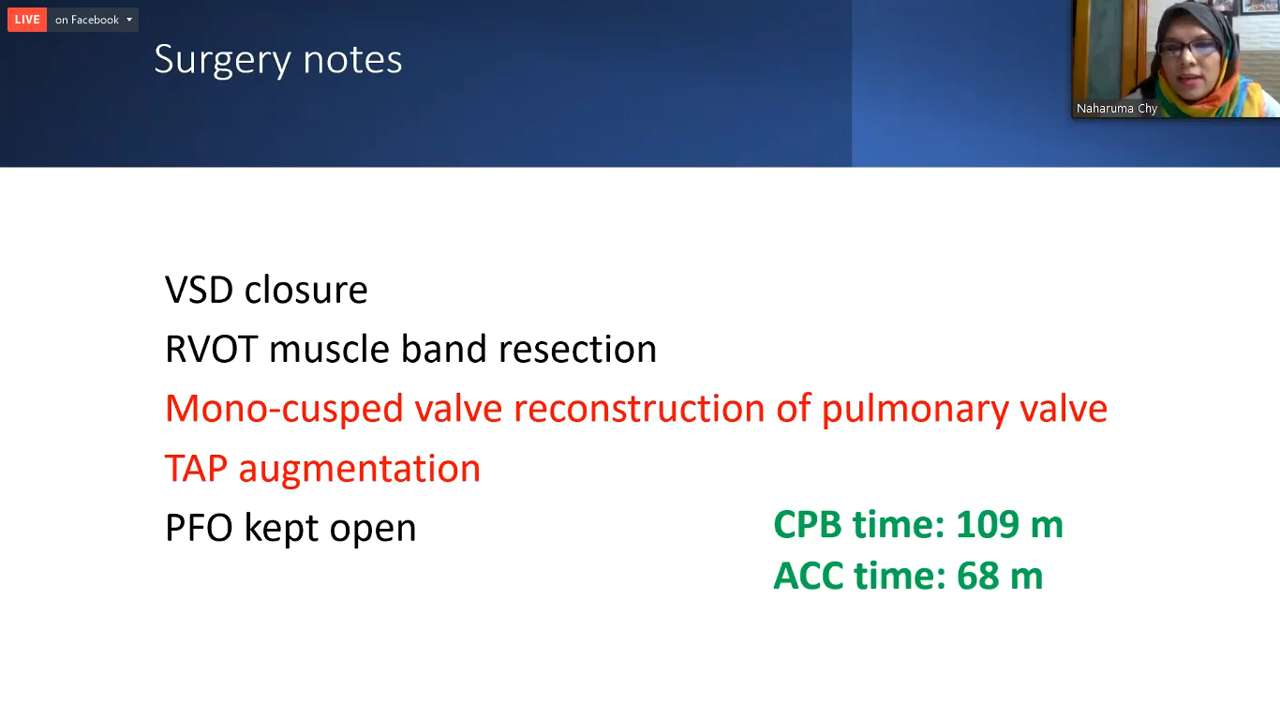 LIVE on Facebook
Surgery notes
Naharuma Chy
VSD closure
RVOT muscle band resection
Mono-cusped valve reconstruction of pulmonary valve
TAP augmentation
PFO kept open
CPB time: 109 m
ACC time: 68 m